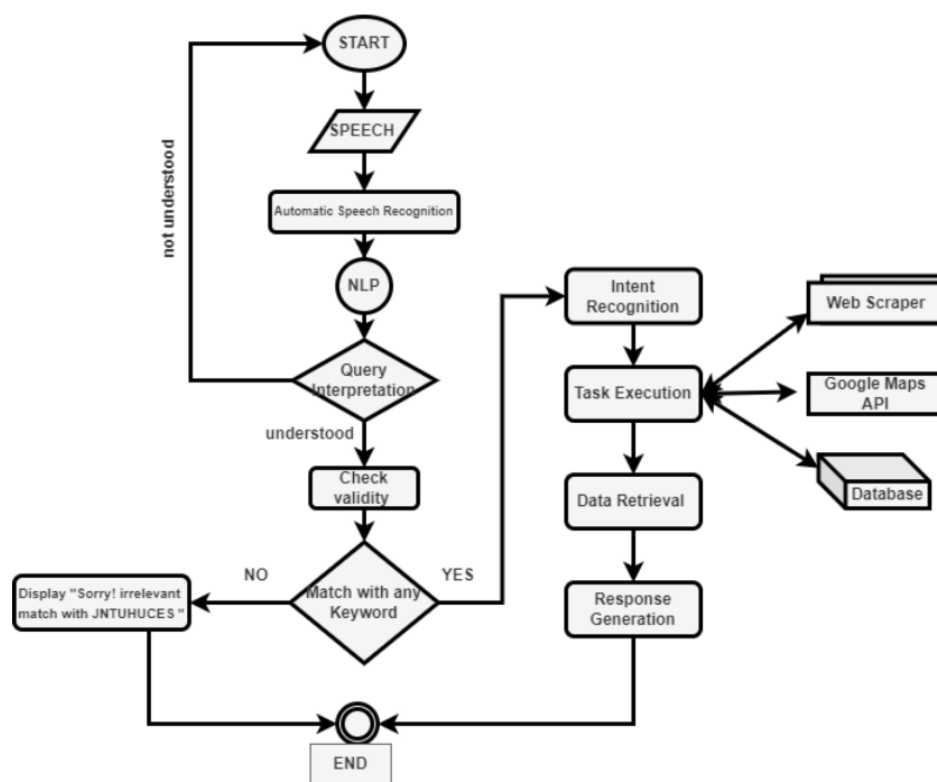 START
SPEECH
Automatic Speech Recognition
NLP
not understood
Query
Interpretation
understood
Check
validity
Match with any
Keyword
NO
YES
Display "Sorry! irrelevant
match with JNTUHUCES "
Intent
Recognition
Task Execution
Data Retrieval
Response
Generation
Web Scraper
Google Maps
API
Database
END